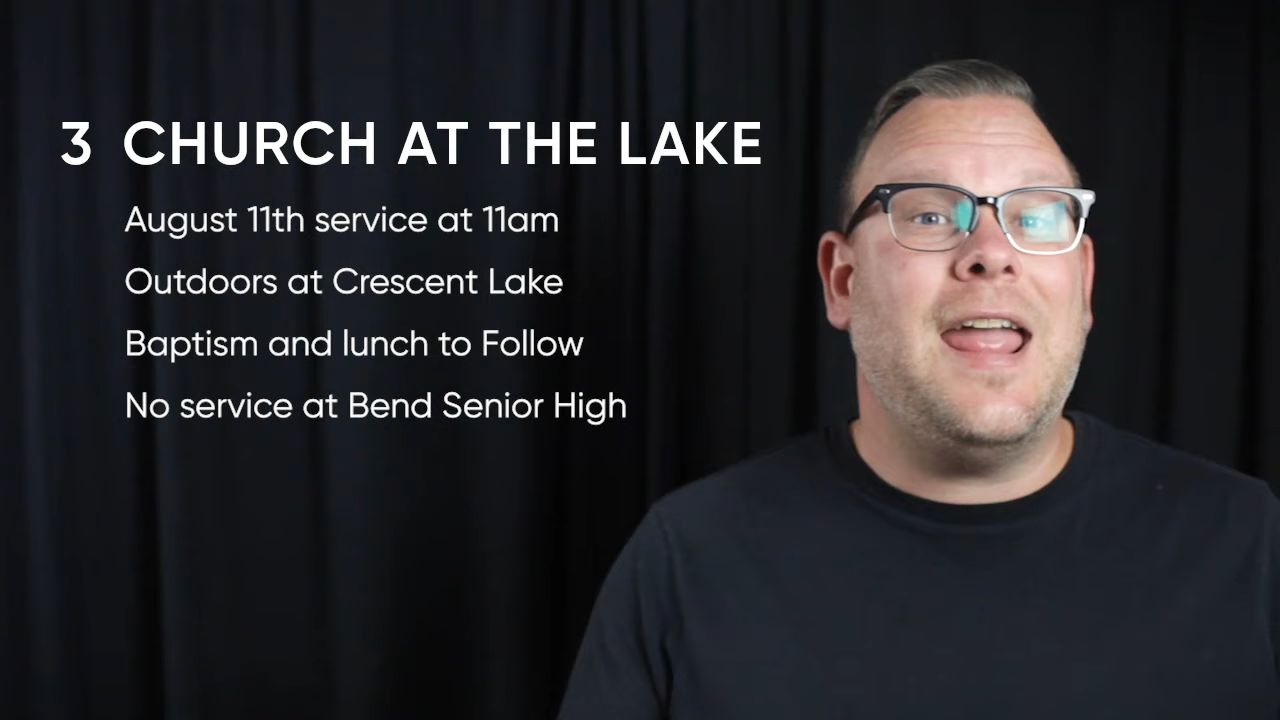 3 CHURCH AT THE LAKE
August 11th service at 11am
Outdoors at Crescent Lake
Baptism and lunch to Follow
No service at Bend Senior High